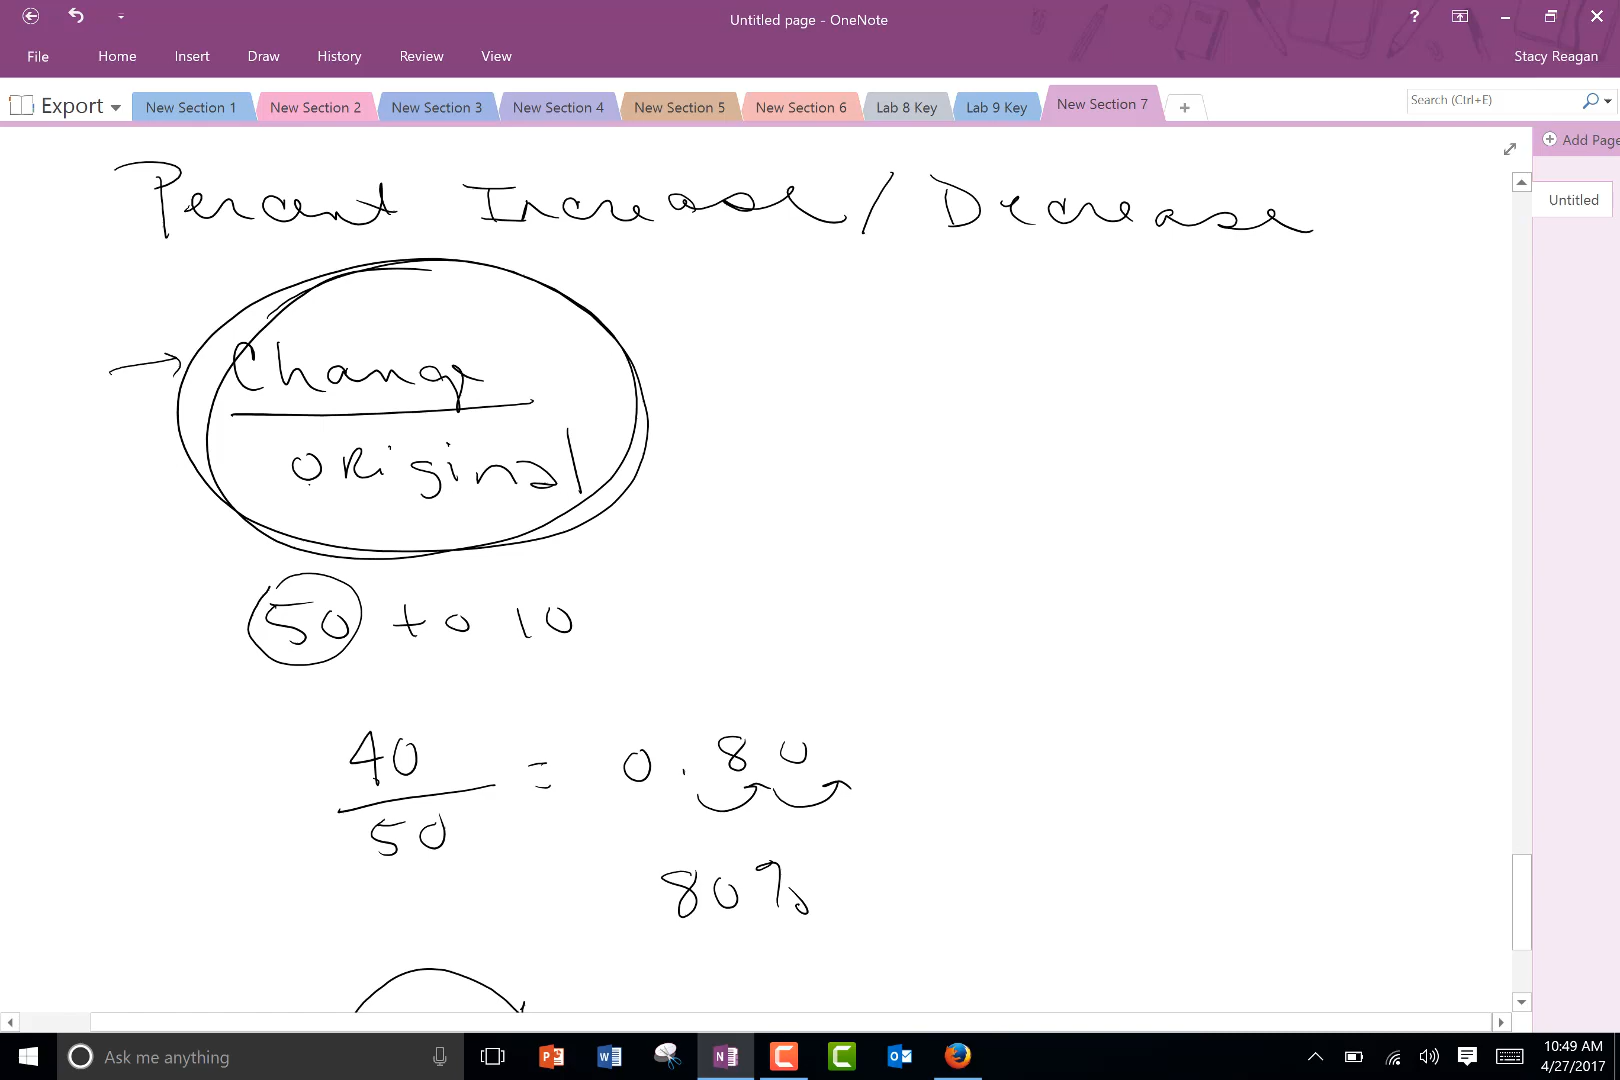 Untitled page - OneNote
?
File Home Insert Draw History Review View
Stacy Reagan
Export New Section 1 New Section 2 New Section 3 New Section 4 New Section 5 New Section 6 Lab 8 Key Lab 9 Key New Section 7 +
Search (Ctrl+E)
Add Page
Untitled
Percent Increase / Decrease
Change
original
50 to 10
40
50
= 0.80
80%
Ask me anything
10:49 AM
4/27/2017